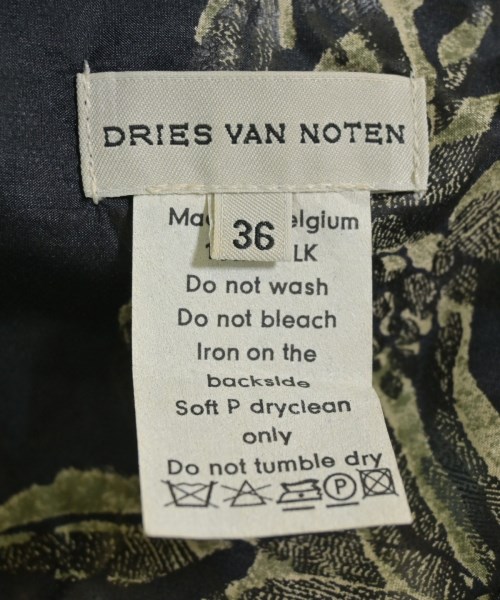 DRIES VAN NOTEN
36
Do not wash
Do not bleach
Iron on the
backside
Soft P dryclean
only
Do not tumble dry
P